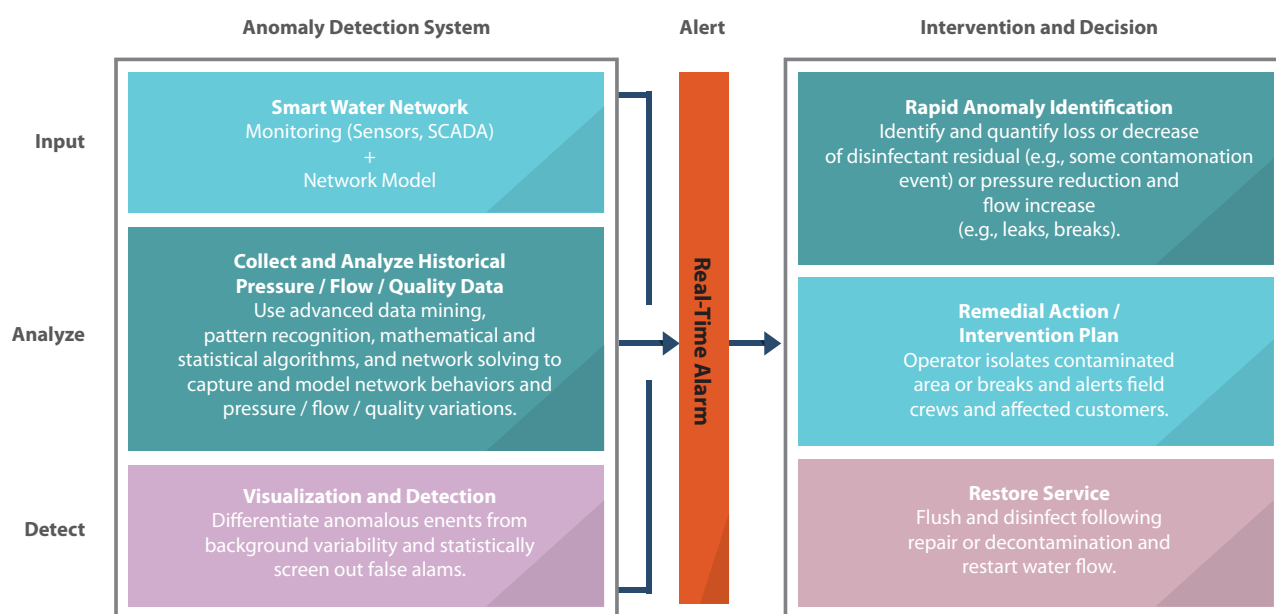 Anomaly Detection System
Alert
Intervention and Decision
Input
Smart Water Network
Monitoring (Sensors, SCADA)
+
Network Model
Analyze
Collect and Analyze Historical
Pressure / Flow / Quality Data
Use advanced data mining,
pattern recognition, mathematical and
statistical algorithms, and network solving to
capture and model network behaviors and
pressure / flow / quality variations.
Detect
Visualization and Detection
Differentiate anomalous enents from
background variability and statistically
screen out false alams.
Real-Time Alarm
Rapid Anomaly Identification
Identify and quantify loss or decrease
of disinfectant residual (e.g., some contamonation
event) or pressure reduction and
flow increase
(e.g., leaks, breaks).
Remedial Action /
Intervention Plan
Operator isolates contaminated
area or breaks and alerts field
crews and affected customers.
Restore Service
Flush and disinfect following
repair or decontamination and
restart water flow.